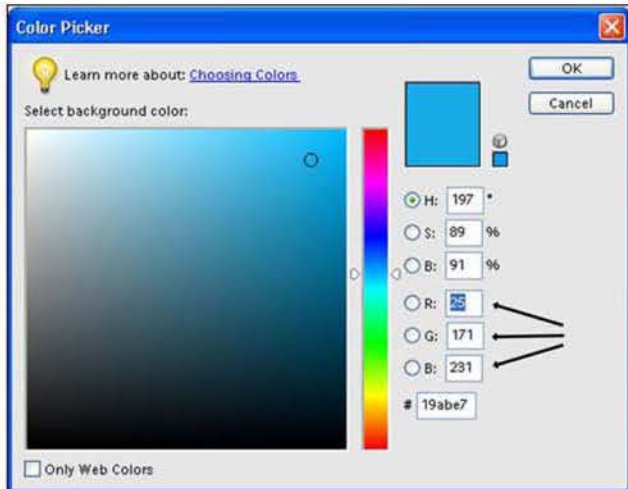 Color Picker
Learn more about: Choosing Colors
OK
Cancel
Select background color:
H: 197 °
S: 89 %
B: 91 %
R: 25
G: 171
B: 231
# 19abe7
Only Web Colors